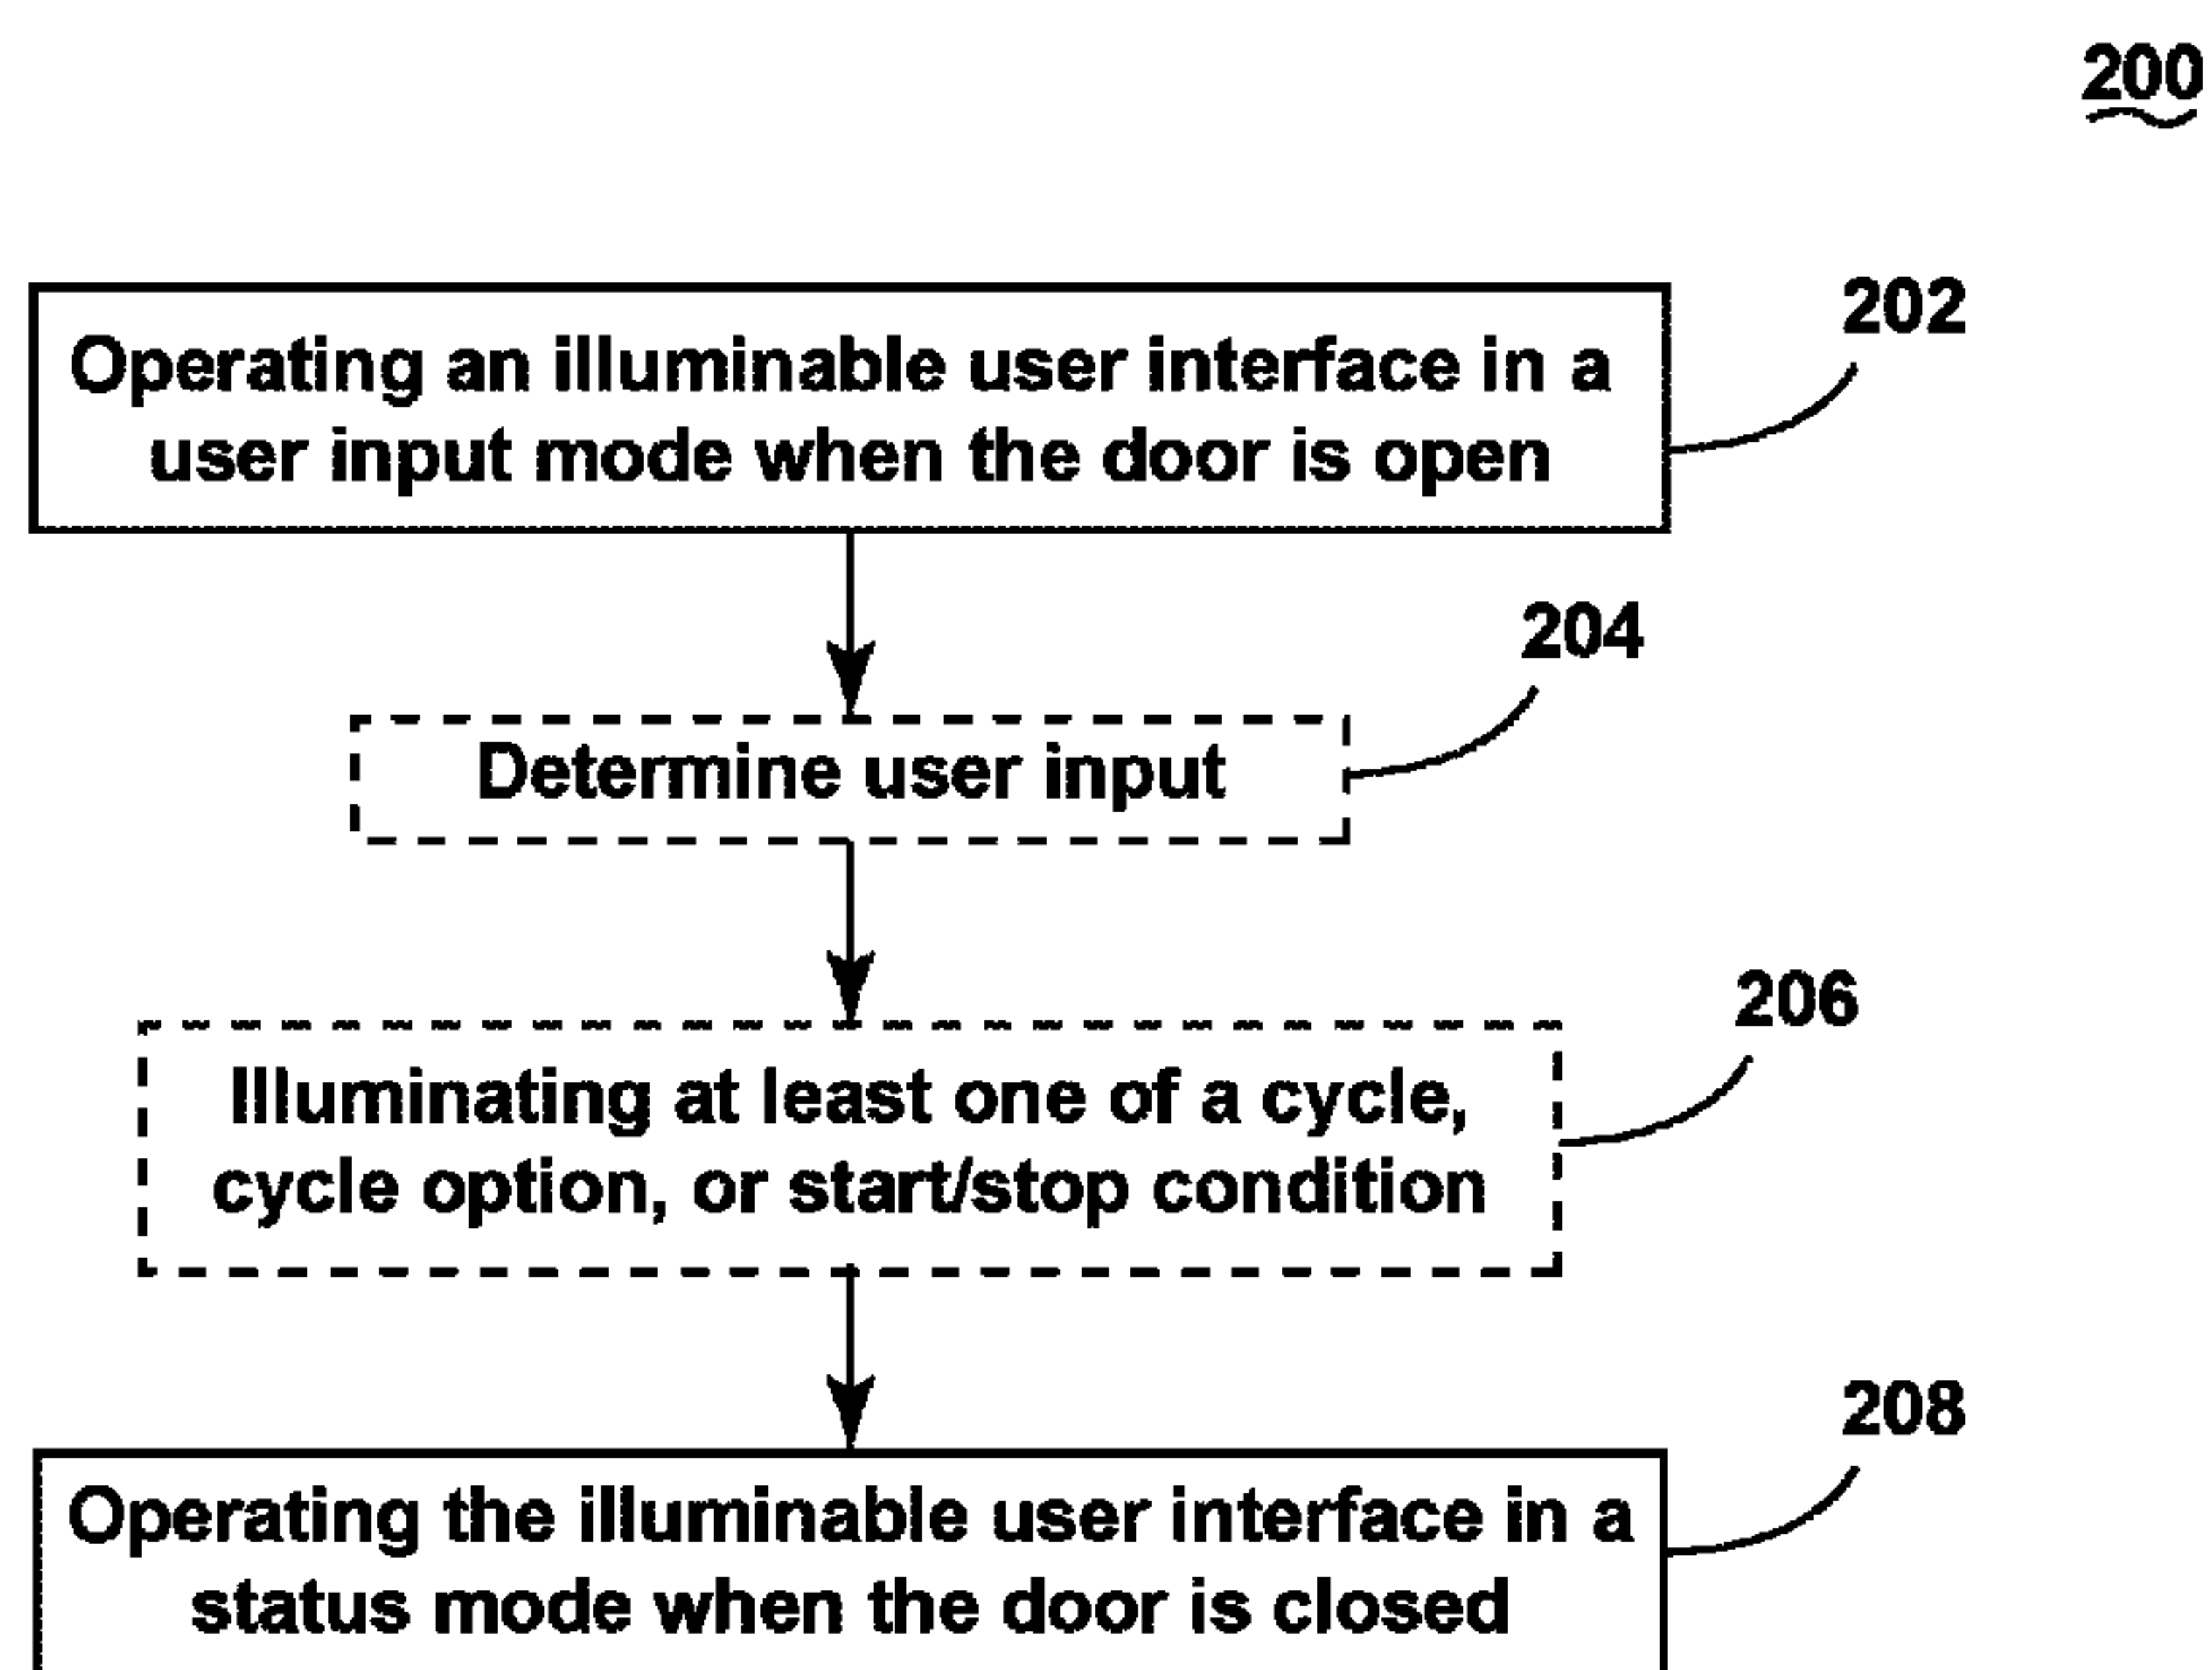 200
202
Operating an illuminable user interface in a
user input mode when the door is open
204
Determine user input
206
Illuminating at least one of a cycle,
cycle option, or start/stop condition
208
Operating the illuminable user interface in a
status mode when the door is closed